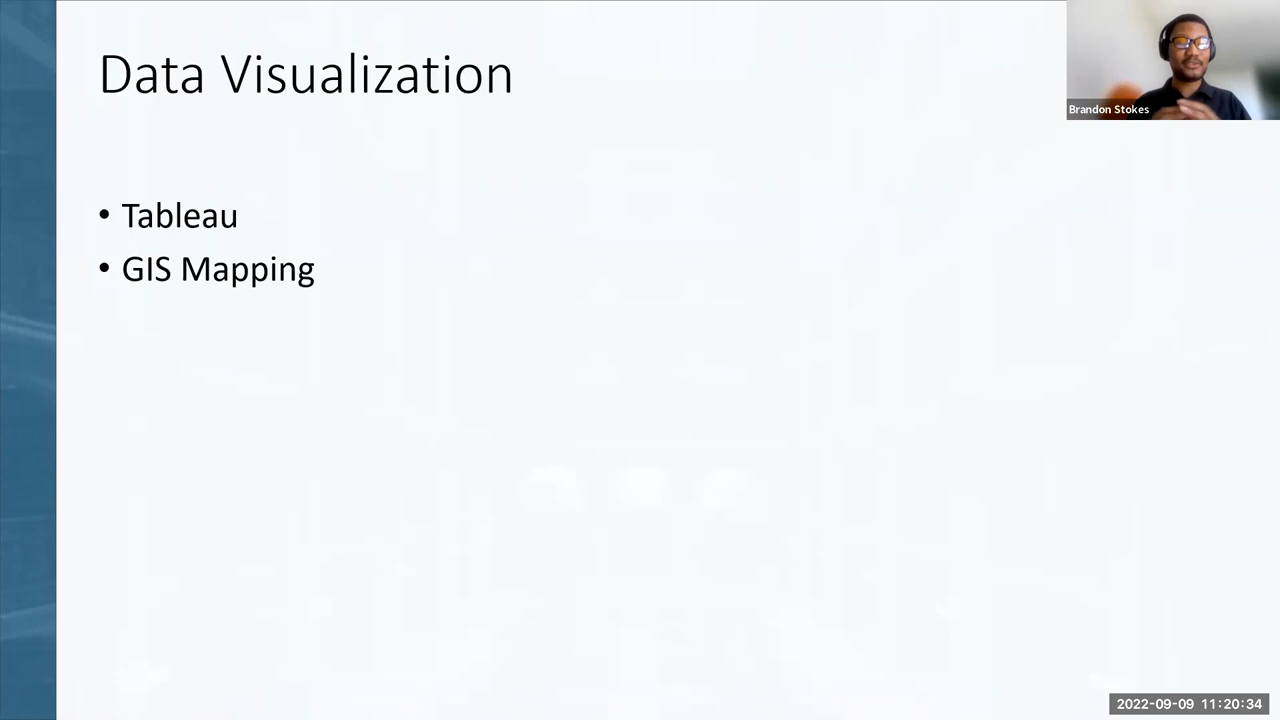 Data Visualization
Brandon Stokes
• Tableau
• GIS Mapping
2022-09-09 11:20:34